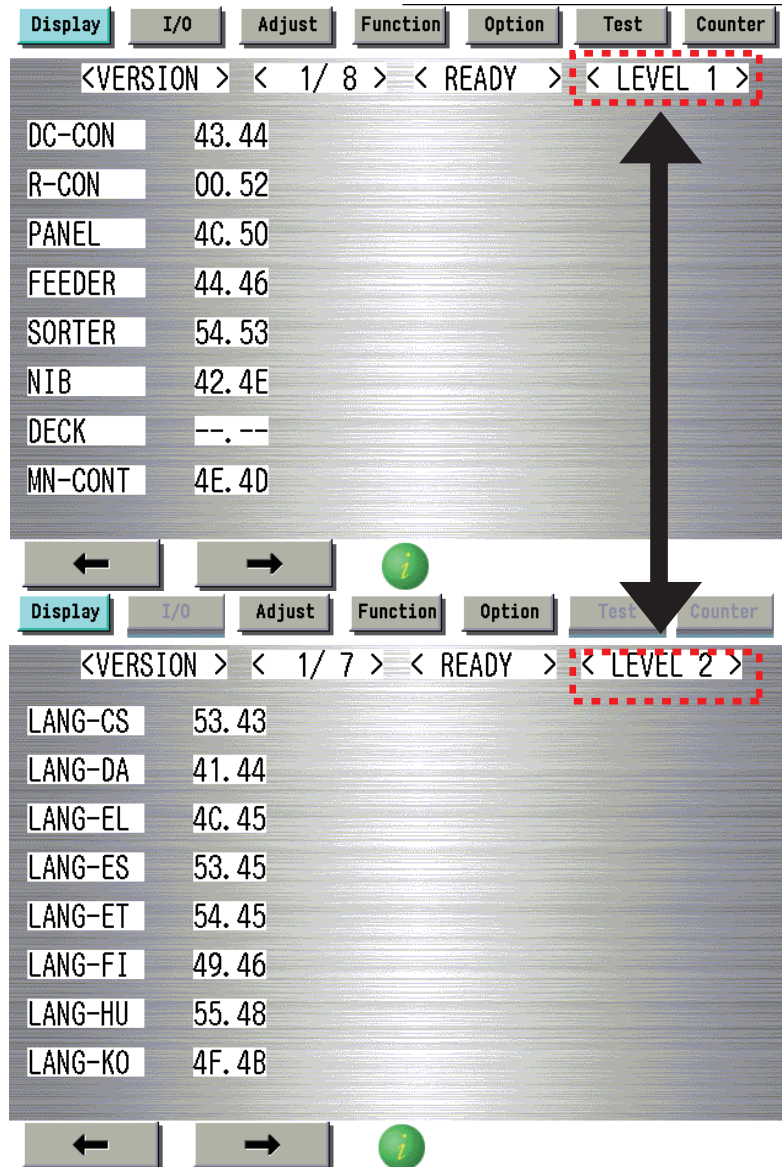 Display I/O Adjust Function Option Test Counter
<VERSION > < 1/ 8 > < READY > < LEVEL 1 >
DC-CON 43.44
R-CON 00.52
PANEL 4C.50
FEEDER 44.46
SORTER 54.53
NIB 42.4E
DECK --.--
MN-CONT 4E.4D
← →
i
Display I/O Adjust Function Option Test Counter
<VERSION > < 1/ 7 > < READY > < LEVEL 2 >
LANG-CS 53.43
LANG-DA 41.44
LANG-EL 4C.45
LANG-ES 53.45
LANG-ET 54.45
LANG-FI 49.46
LANG-HU 55.48
LANG-KO 4F.4B
← →
i